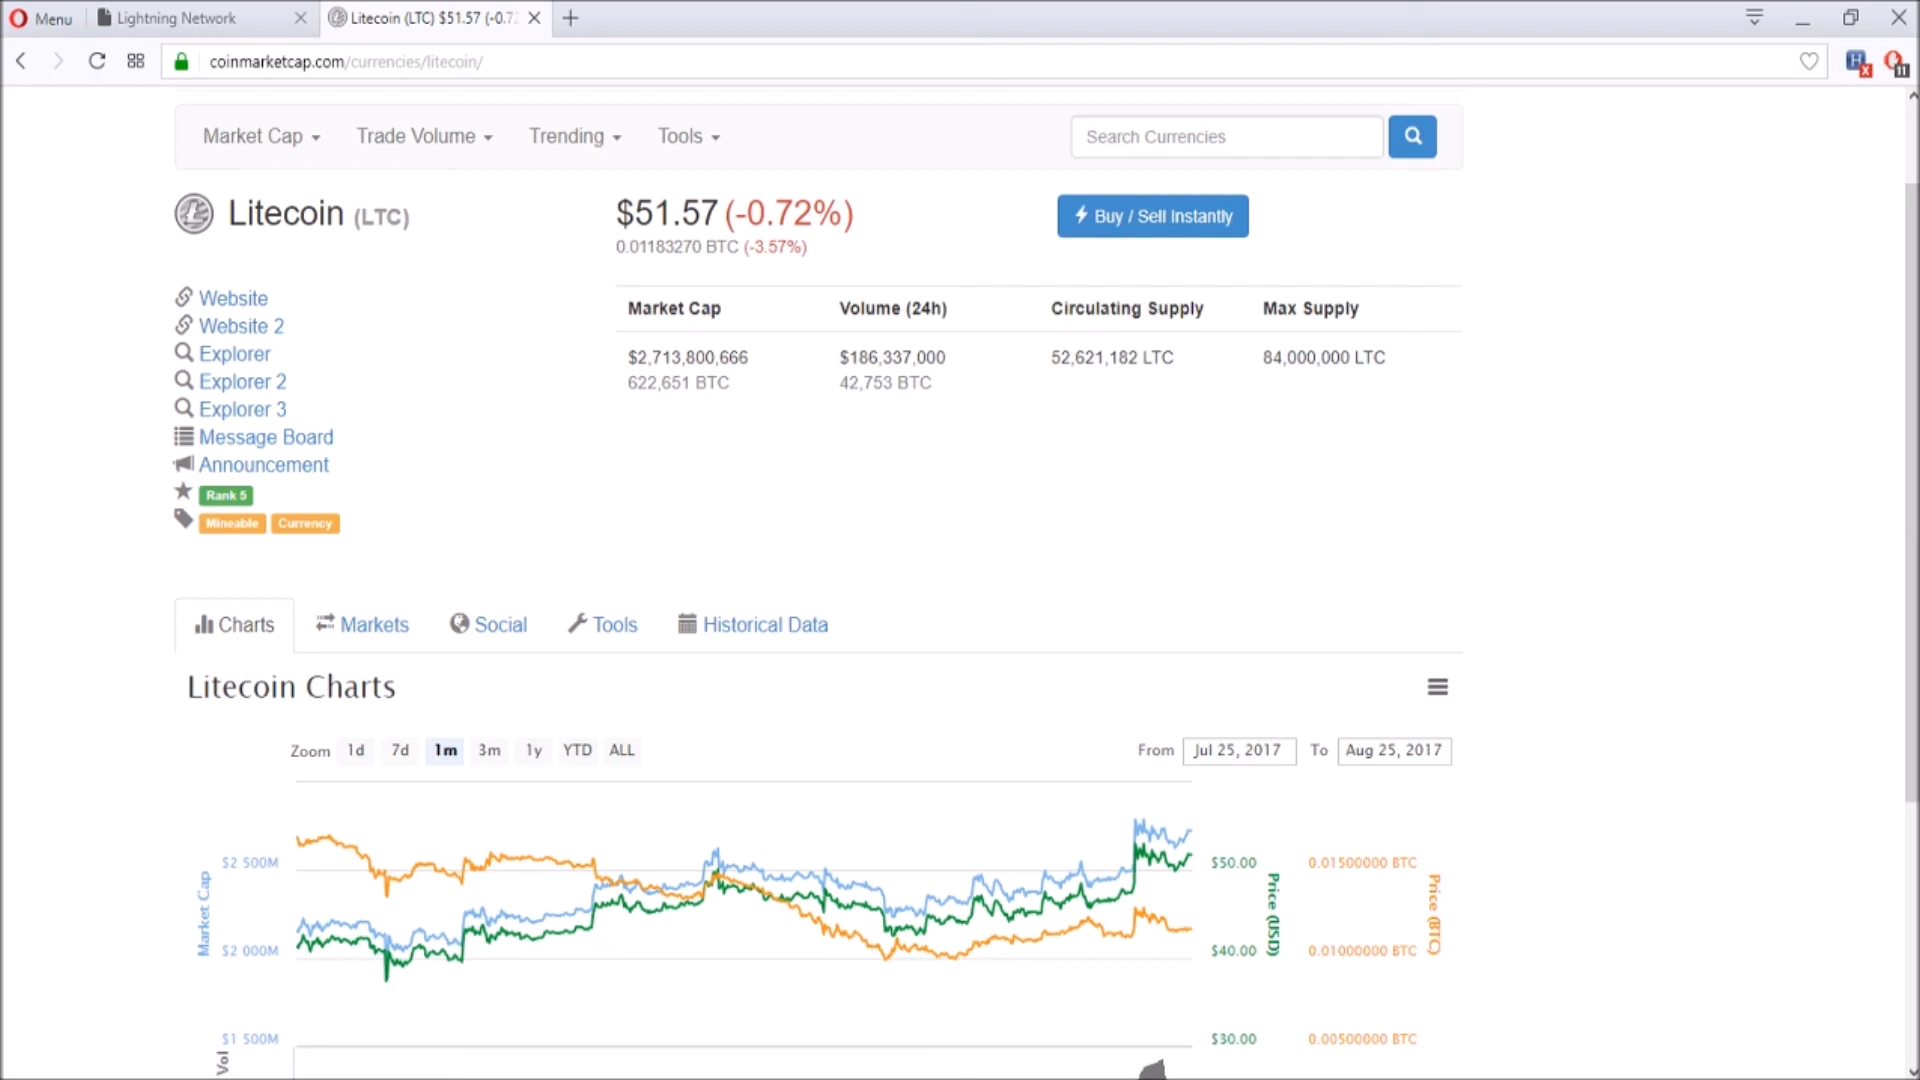 Menu
Lightning Network
Litecoin (LTC) $51.57 (-0.72
coinmarketcap.com/currencies/litecoin/
Market Cap Trade Volume Trending Tools
Search Currencies
Litecoin (LTC)
$51.57 (-0.72%)
0.01183270 BTC (-3.57%)
Buy / Sell Instantly
Website
Website 2
Explorer
Explorer 2
Explorer 3
Message Board
Announcement
Rank 5
Mineable Currency
Market Cap Volume (24h) Circulating Supply Max Supply
$2,713,800,666 $186,337,000 52,621,182 LTC 84,000,000 LTC
622,651 BTC 42,753 BTC
Charts Markets Social Tools Historical Data
Litecoin Charts
Zoom 1d 7d 1m 3m 1y YTD ALL
From Jul 25, 2017 To Aug 25, 2017
$2 500M $50.00 0.01500000 BTC
Market Cap Price (USD) Price (BTC)
$2 000M $40.00 0.01000000 BTC
$1 500M $30.00 0.00500000 BTC
Vol